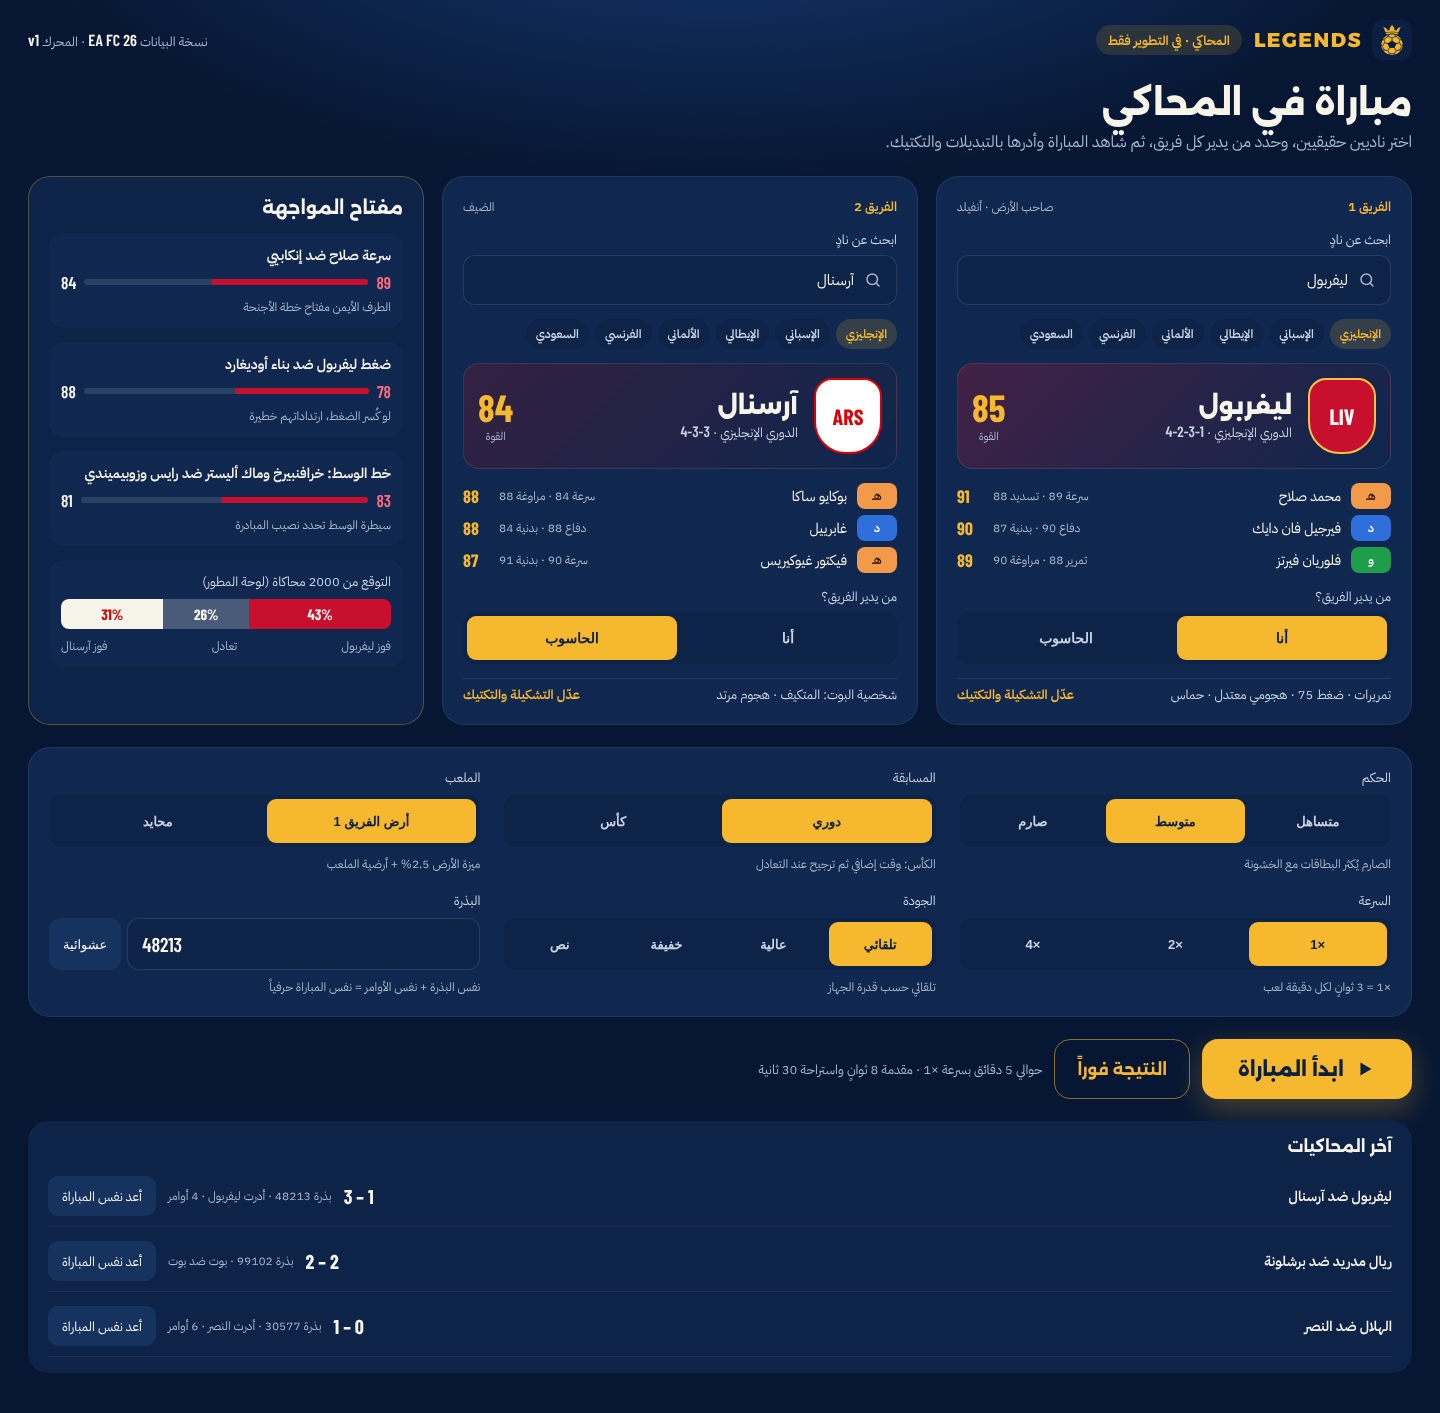 LEGENDS
المحاكي · في التطوير فقط
نسخة البيانات EA FC 26 · المحرك v1
مباراة في المحاكي
اختر ناديين حقيقيين، وحدد من يدير كل فريق، ثم شاهد المباراة وأدرها بالتبديلات والتكتيك.
الفريق 1
صاحب الأرض · أنفيلد
ابحث عن نادٍ
ليفربول
الإنجليزي
الإسباني
الإيطالي
الألماني
الفرنسي
السعودي
LIV
ليفربول
الدوري الإنجليزي · 4-2-3-1
85
القوة
هـ
محمد صلاح
سرعة 89 · تسديد 88
91
د
فيرجيل فان دايك
دفاع 90 · بدنية 87
90
و
فلوريان فيرتز
تمرير 88 · مراوغة 90
89
من يدير الفريق؟
أنا
الحاسوب
تمريرات · ضغط 75 · هجومي معتدل · حماس
عدّل التشكيلة والتكتيك
الفريق 2
الضيف
ابحث عن نادٍ
آرسنال
الإنجليزي
الإسباني
الإيطالي
الألماني
الفرنسي
السعودي
ARS
آرسنال
الدوري الإنجليزي · 4-3-3
84
القوة
هـ
بوكايو ساكا
سرعة 84 · مراوغة 88
88
د
غابرييل
دفاع 88 · بدنية 84
88
هـ
فيكتور غيوكيريس
سرعة 90 · بدنية 91
87
من يدير الفريق؟
أنا
الحاسوب
شخصية البوت: المتكيف · هجوم مرتد
عدّل التشكيلة والتكتيك
مفتاح المواجهة
سرعة صلاح ضد إنكابيي
89
84
الطرف الأيمن مفتاح خطة الأجنحة
ضغط ليفربول ضد بناء أوديغارد
78
88
لو كُسر الضغط، ارتداداتهم خطيرة
خط الوسط: خرافنبيرخ وماك أليستر ضد رايس وزوبيميندي
83
81
سيطرة الوسط تحدد نصيب المبادرة
التوقع من 2000 محاكاة (لوحة المطور)
43%
26%
31%
فوز ليفربول
تعادل
فوز آرسنال
الحكم
متساهل
متوسط
صارم
الصارم يُكثر البطاقات مع الخشونة
المسابقة
دوري
كأس
الكأس: وقت إضافي ثم ترجيح عند التعادل
الملعب
أرض الفريق 1
محايد
ميزة الأرض 2.5% + أرضية الملعب
السرعة
×1
×2
×4
×1 = 3 ثوانٍ لكل دقيقة لعب
الجودة
تلقائي
عالية
خفيفة
نص
تلقائي حسب قدرة الجهاز
البذرة
48213
عشوائية
نفس البذرة + نفس الأوامر = نفس المباراة حرفياً
ابدأ المباراة
النتيجة فوراً
حوالي 5 دقائق بسرعة ×1 · مقدمة 8 ثوانٍ واستراحة 30 ثانية
آخر المحاكيات
ليفربول ضد آرسنال
3 – 1
بذرة 48213 · أدرت ليفربول · 4 أوامر
أعد نفس المباراة
ريال مدريد ضد برشلونة
2 – 2
بذرة 99102 · بوت ضد بوت
أعد نفس المباراة
الهلال ضد النصر
1 – 0
بذرة 30577 · أدرت النصر · 6 أوامر
أعد نفس المباراة